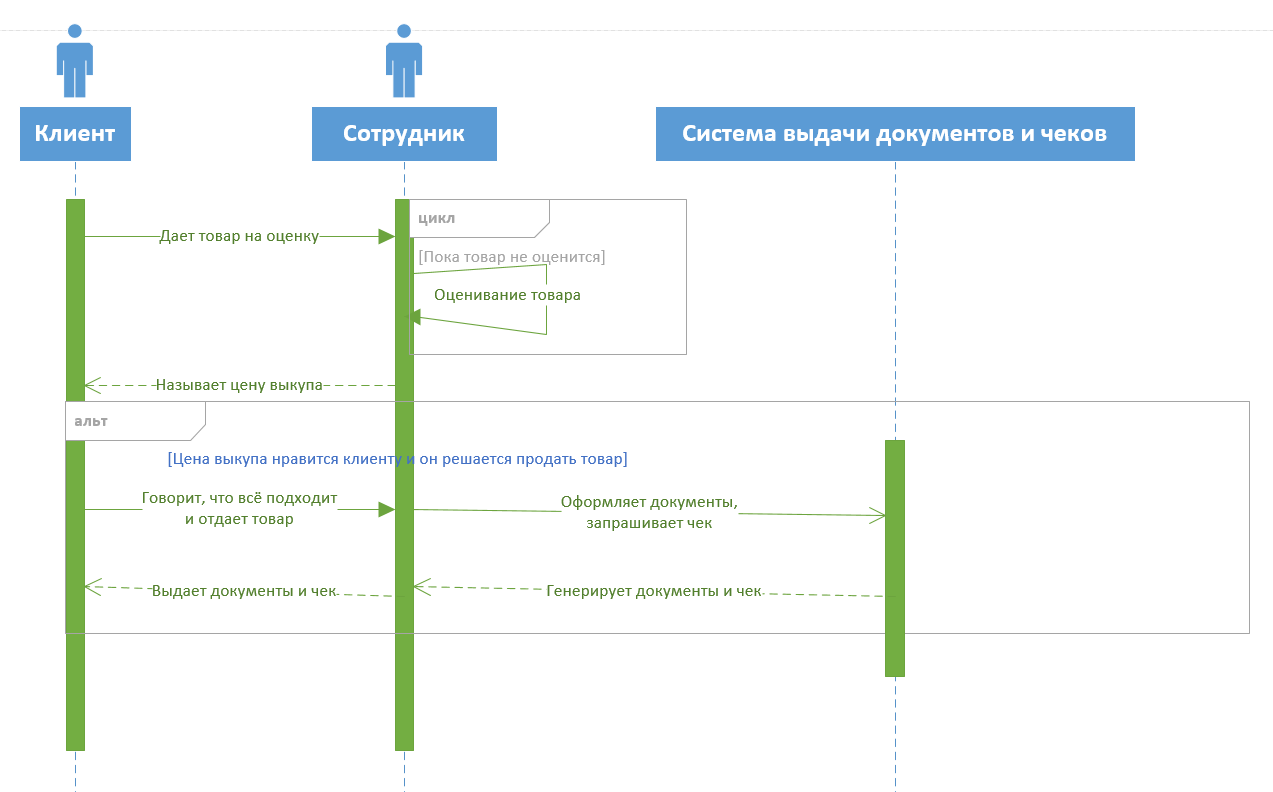 Клиент
Сотрудник
Система выдачи документов и чеков
цикл
Дает товар на оценку
[Пока товар не оценится]
Оценивание товара
Называет цену выкупа
альт
[Цена выкупа нравится клиенту и он решается продать товар]
Говорит, что всё подходит
и отдает товар
Оформляет документы,
запрашивает чек
Выдает документы и чек
Генерирует документы и чек